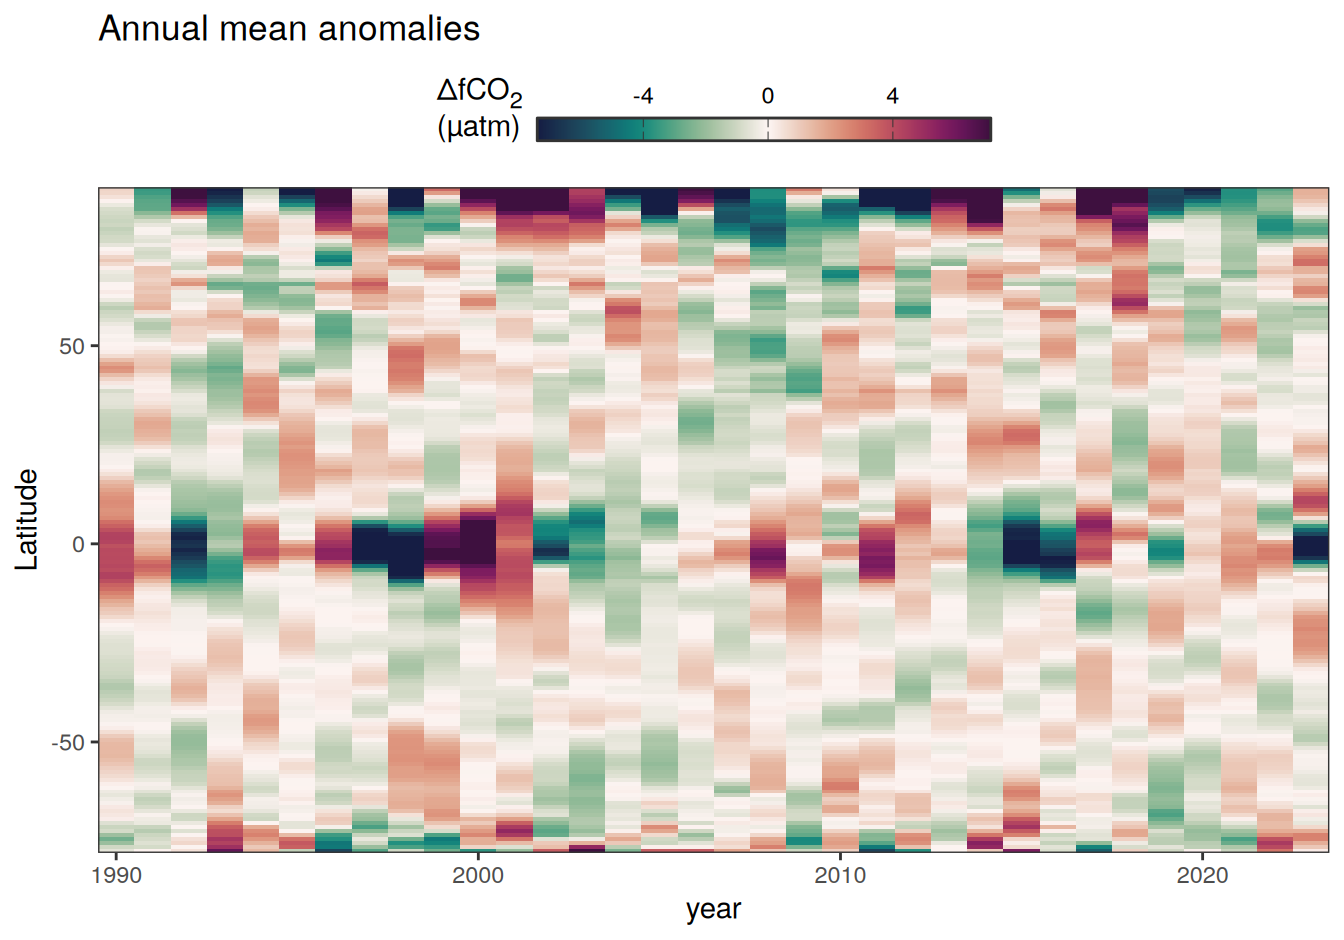 Annual mean anomalies
ΔfCO₂
(µatm)
-4 0 4
Latitude
50
0
-50
1990 2000 2010 2020
year